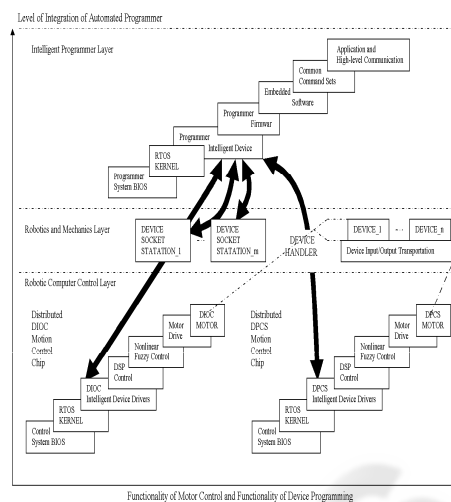 Level of Integration of Automated Programmer
Intelligent Programmer Layer
Application and
High-level Communication
Common
Command Sets
Embedded
Software
Programmer
Firmwar
Programmer
Intelligent Device
RTOS
KERNEL
Programmer
System BIOS
Robotics and Mechanics Layer
DEVICE
SOCKET
STATATION_1
...
DEVICE
SOCKET
STATATION_m
DEVICE
HANDLER
DEVICE_1
...
DEVICE_n
Device Input/Output Transportation
Robotic Computer Control Layer
Distributed
DIOC
Motion
Control
Chip
DIOC
MOTOR
Motor
Drive
Nonlinear
Fuzzy Control
DSP
Control
DIOC
Intelligent Device Drivers
RTOS
KERNEL
Control
System BIOS
Distributed
DPCS
Motion
Control
Chip
DPCS
MOTOR
Motor
Drive
Nonlinear
Fuzzy Control
DSP
Control
DPCS
Intelligent Device Drivers
RTOS
KERNEL
Control
System BIOS
Functionality of Motor Control and Functionality of Device Programming